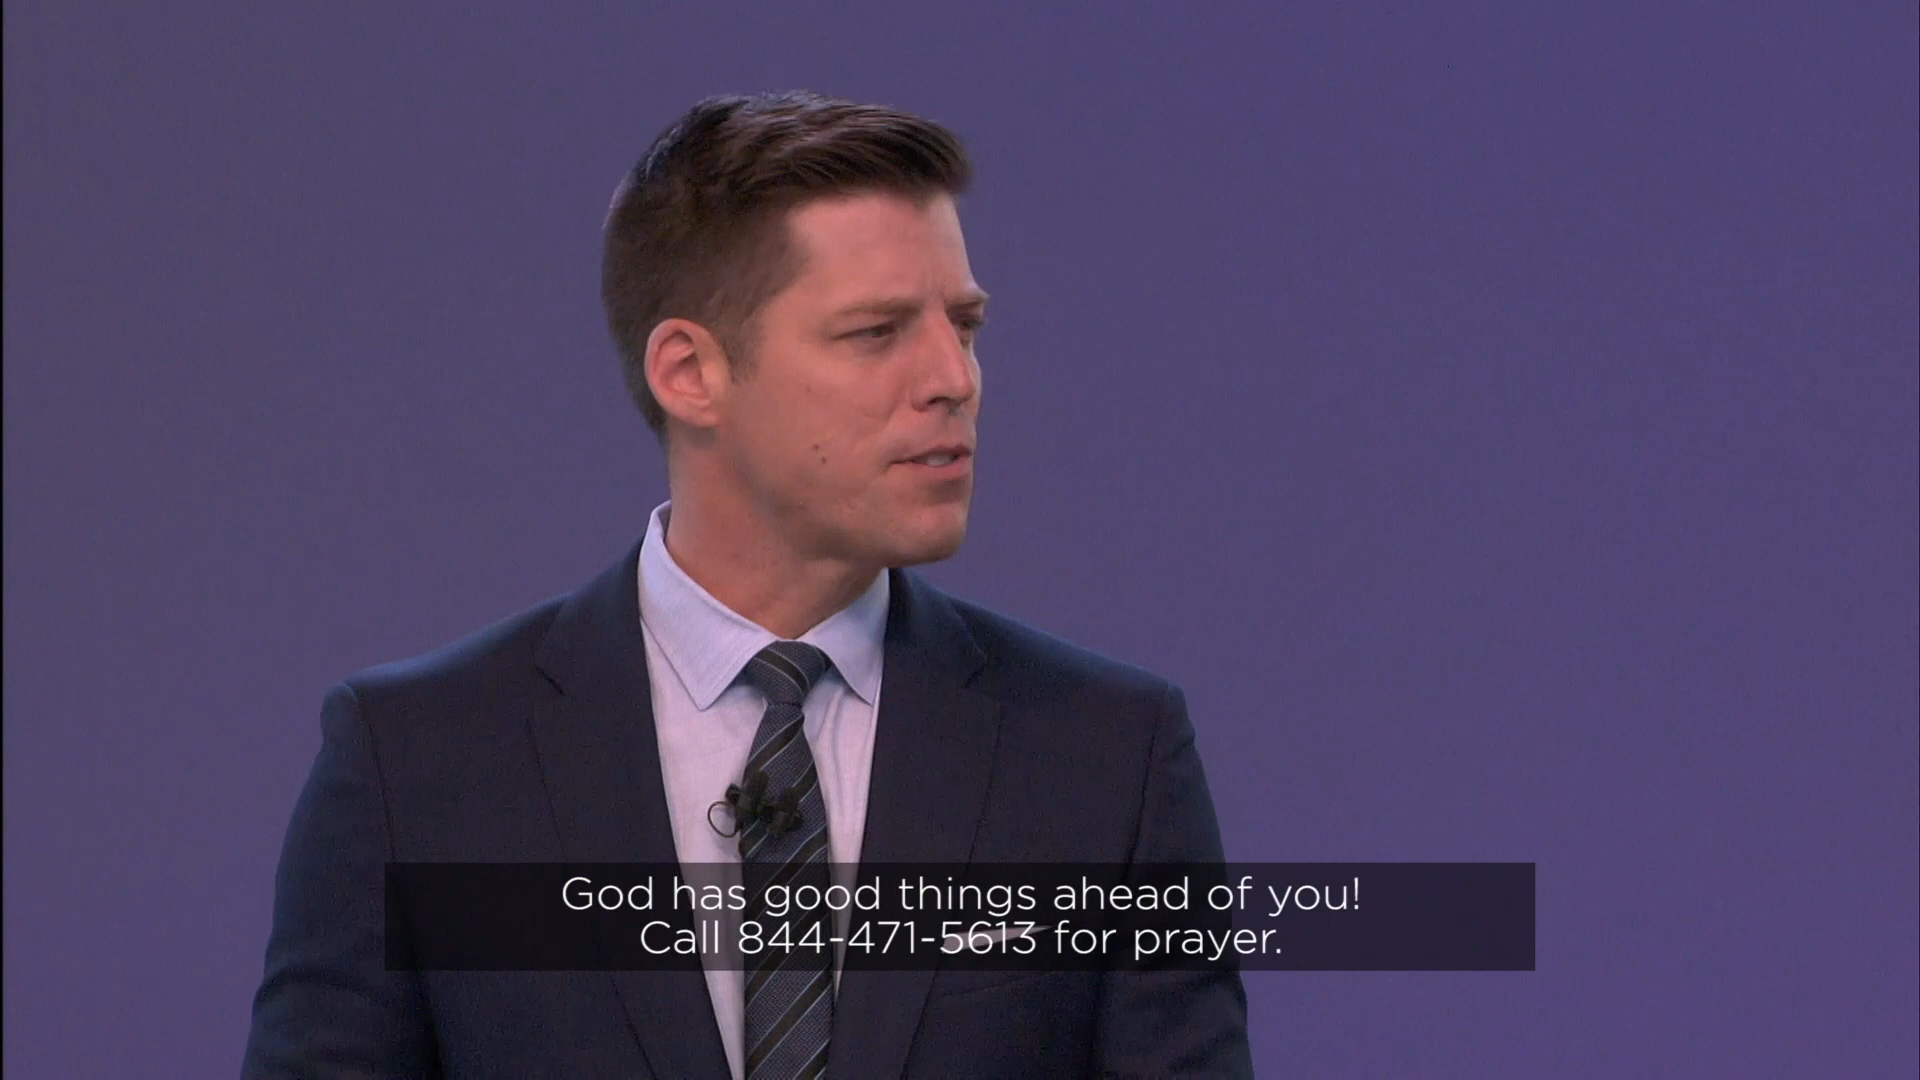 God has good things ahead of you!
Call 844-471-5613 for prayer.